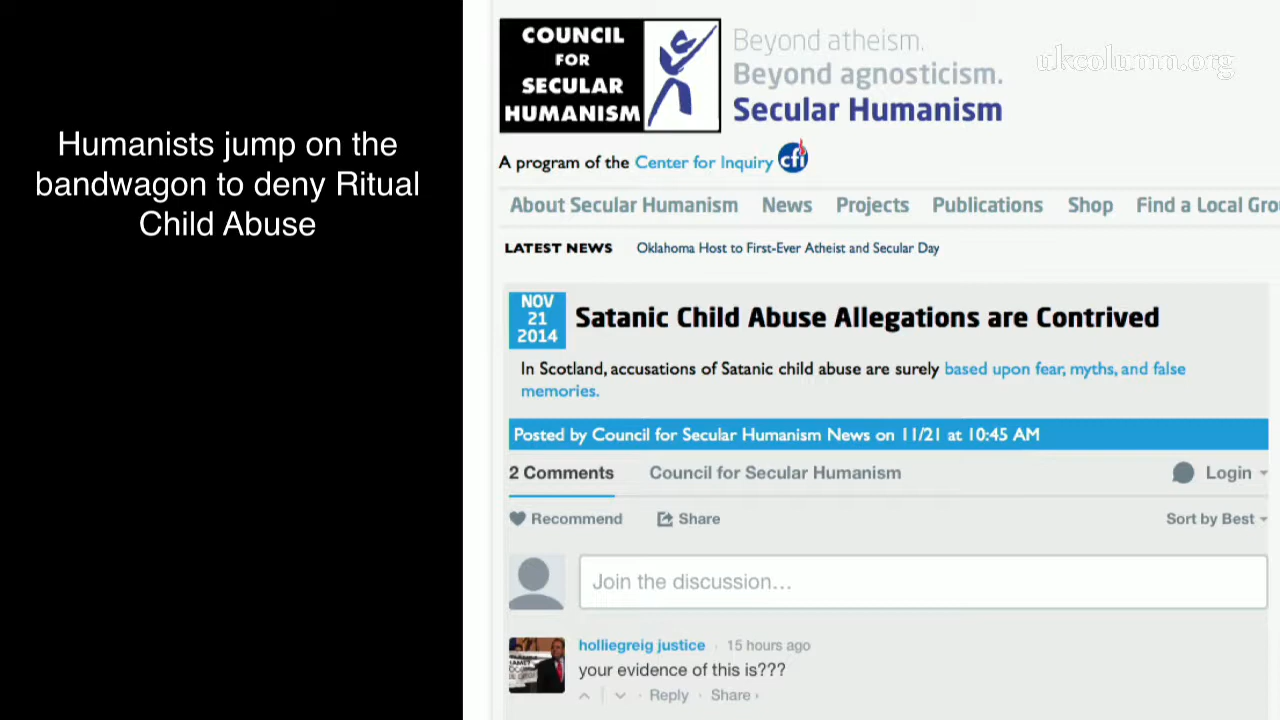 Humanists jump on the
bandwagon to deny Ritual
Child Abuse
COUNCIL
FOR
SECULAR
HUMANISM
Beyond atheism.
Beyond agnosticism.
Secular Humanism
ukcolumn.org
A program of the Center for Inquiry cfi
About Secular Humanism News Projects Publications Shop Find a Local Gro
LATEST NEWS Oklahoma Host to First-Ever Atheist and Secular Day
NOV
21
2014
Satanic Child Abuse Allegations are Contrived
In Scotland, accusations of Satanic child abuse are surely based upon fear, myths, and false
memories.
Posted by Council for Secular Humanism News on 11/21 at 10:45 AM
2 Comments Council for Secular Humanism Login
Recommend Share Sort by Best
Join the discussion...
holliegreig justice · 15 hours ago
your evidence of this is???
Reply · Share ›